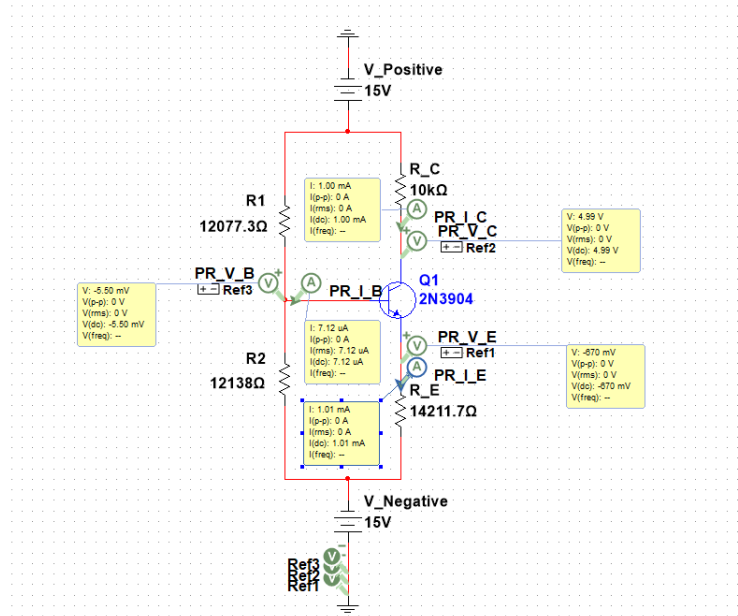 V_Positive
15V
R_C
10kΩ
I: 1.00 mA
I(p-p): 0 A
I(rms): 0 A
I(dc): 1.00 mA
I(freq): --
A
R1
12077.3Ω
PR_I_C
PR_V_C
V
+ - Ref2
V: 4.99 V
V(p-p): 0 V
V(rms): 0 V
V(dc): 4.99 V
V(freq): --
PR_V_B
+ - Ref3
V
A
PR_I_B
Q1
2N3904
V: -5.50 mV
V(p-p): 0 V
V(rms): 0 V
V(dc): -5.50 mV
V(freq): --
I: 7.12 uA
I(p-p): 0 A
I(rms): 7.12 uA
I(dc): 7.12 uA
I(freq): --
R2
12138Ω
PR_V_E
V
+ - Ref1
A
PR_I_E
V: -670 mV
V(p-p): 0 V
V(rms): 0 V
V(dc): -670 mV
V(freq): --
R_E
14211.7Ω
I: 1.01 mA
I(p-p): 0 A
I(rms): 0 A
I(dc): 1.01 mA
I(freq): --
V_Negative
15V
V
Ref3
Ref2
V
Ref1